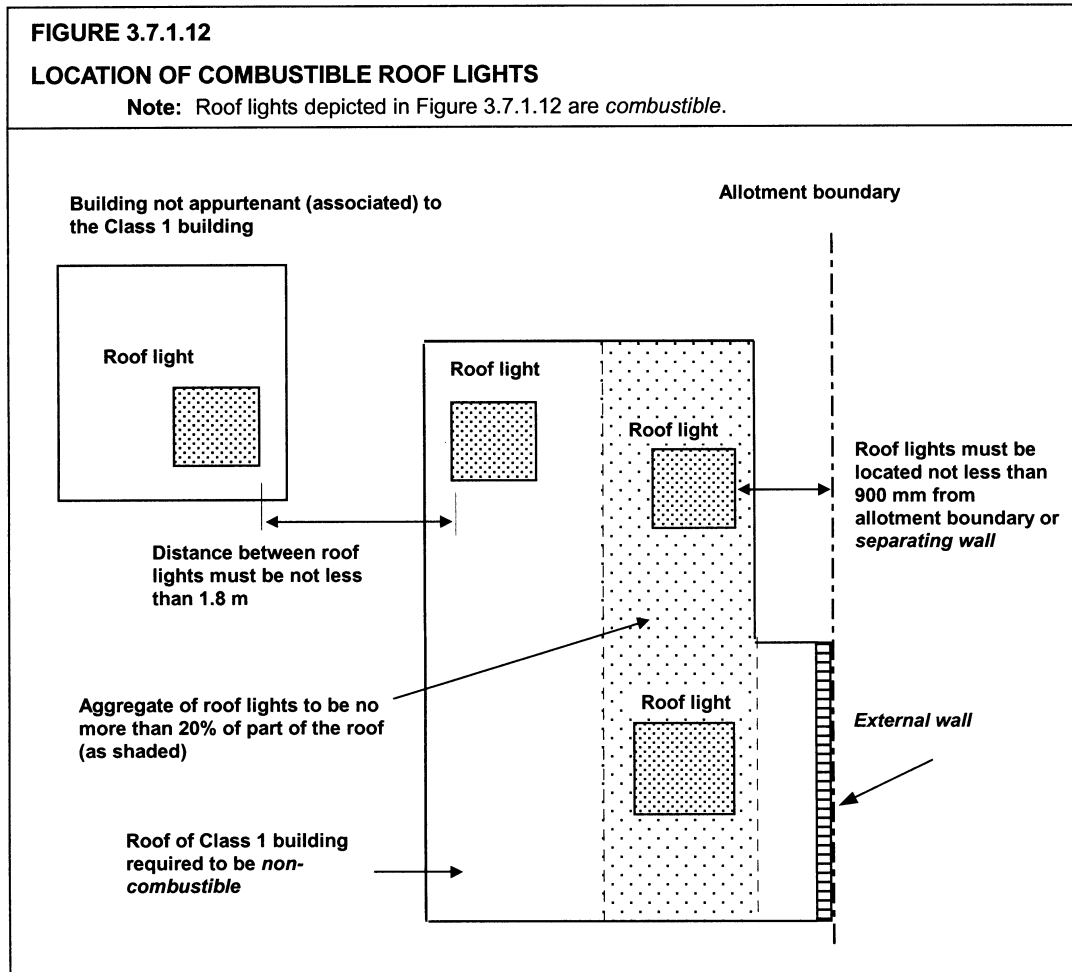 FIGURE 3.7.1.12
LOCATION OF COMBUSTIBLE ROOF LIGHTS
Note: Roof lights depicted in Figure 3.7.1.12 are combustible.
Building not appurtenant (associated) to
the Class 1 building
Allotment boundary
Roof light
Roof light
Roof light
Roof lights must be
located not less than
900 mm from
allotment boundary or
separating wall
Distance between roof
lights must be not less
than 1.8 m
Aggregate of roof lights to be no
more than 20% of part of the roof
(as shaded)
Roof light
External wall
Roof of Class 1 building
required to be non-
combustible